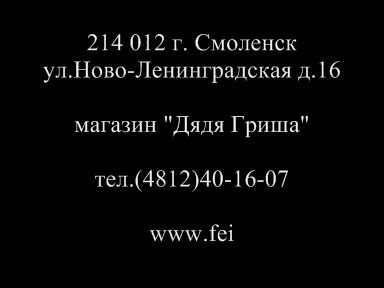 214 012 г. Смоленск
ул.Ново-Ленинградская д.16
магазин "Дядя Гриша"
тел.(4812)40-16-07
www.fei